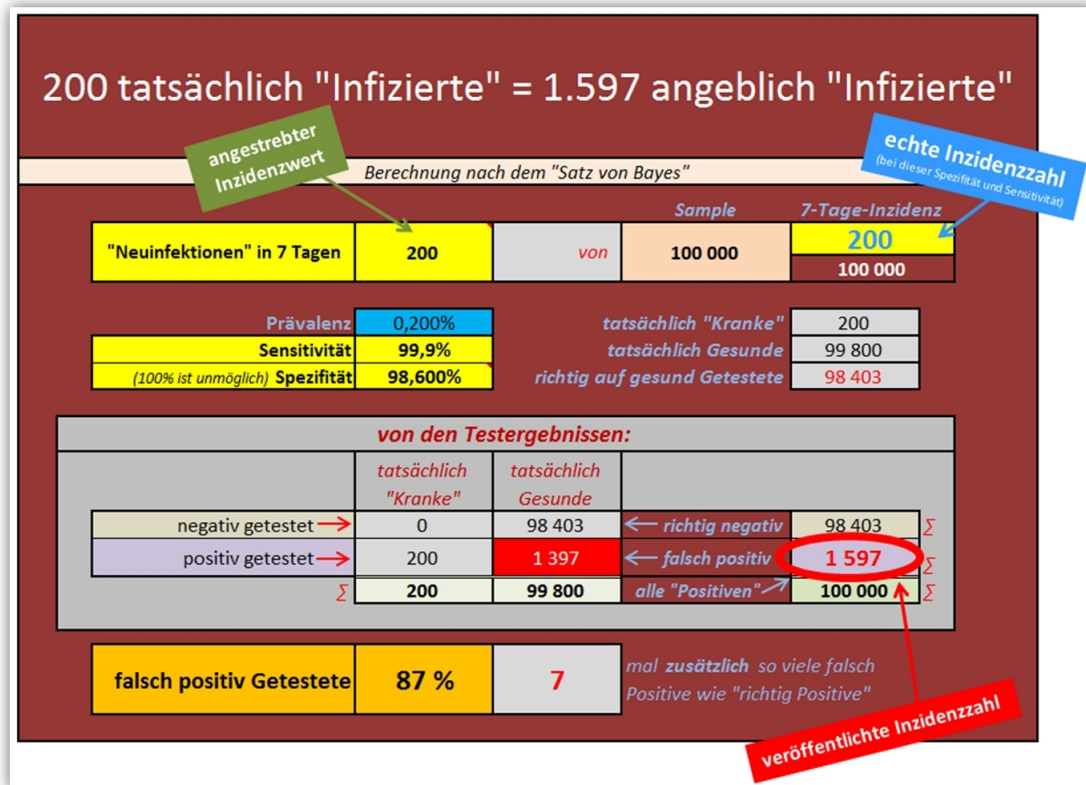 200 tatsächlich "Infizierte" = 1.597 angeblich "Infizierte"
angestrebter
Inzidenzwert
echte Inzidenzzahl
(bei dieser Spezifität und Sensitivität)
Berechnung nach dem "Satz von Bayes"
Sample 7-Tage-Inzidenz
"Neuinfektionen" in 7 Tagen 200 von 100 000 200
100 000
Prävalenz 0,200% tatsächlich "Kranke" 200
Sensitivität 99,9% tatsächlich Gesunde 99 800
(100% ist unmöglich) Spezifität 98,600% richtig auf gesund Getestete 98 403
von den Testergebnissen:
tatsächlich tatsächlich
"Kranke" Gesunde
negativ getestet 0 98 403 richtig negativ 98 403 Σ
positiv getestet 200 1 397 falsch positiv 1 597 Σ
Σ 200 99 800 alle "Positiven" 100 000 Σ
falsch positiv Getestete 87 % 7
mal zusätzlich so viele falsch
Positive wie "richtig Positive"
veröffentlichte Inzidenzzahl